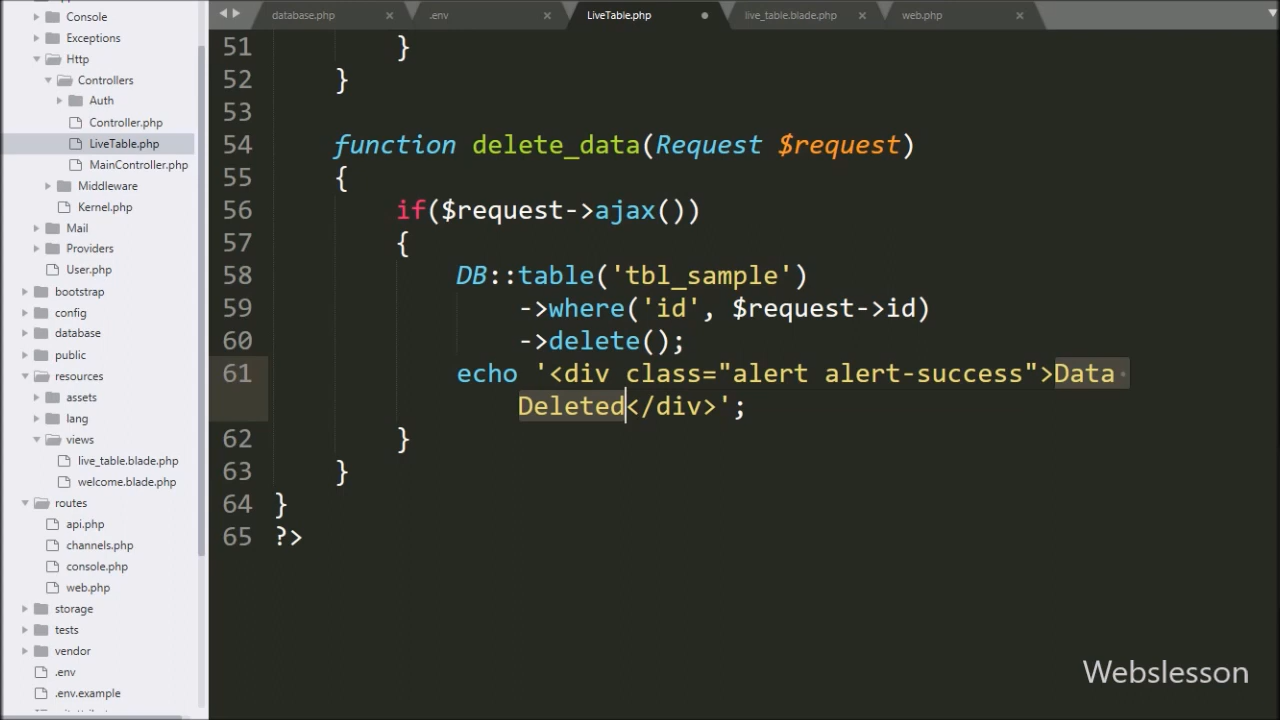 Console
Exceptions
Http
Controllers
Auth
Controller.php
LiveTable.php
MainController.php
Middleware
Kernel.php
Mail
Providers
User.php
bootstrap
config
database
public
resources
assets
lang
views
live_table.blade.php
welcome.blade.php
routes
api.php
channels.php
console.php
web.php
storage
tests
vendor
.env
.env.example
database.php
.env
LiveTable.php
live_table.blade.php
web.php
51 }
52 }
53
54 function delete_data(Request $request)
55 {
56 if($request->ajax())
57 {
58 DB::table('tbl_sample')
59 ->where('id', $request->id)
60 ->delete();
61 echo '<div class="alert alert-success">Data
Deleted</div>';
62 }
63 }
64 }
65 ?>
Webslesson